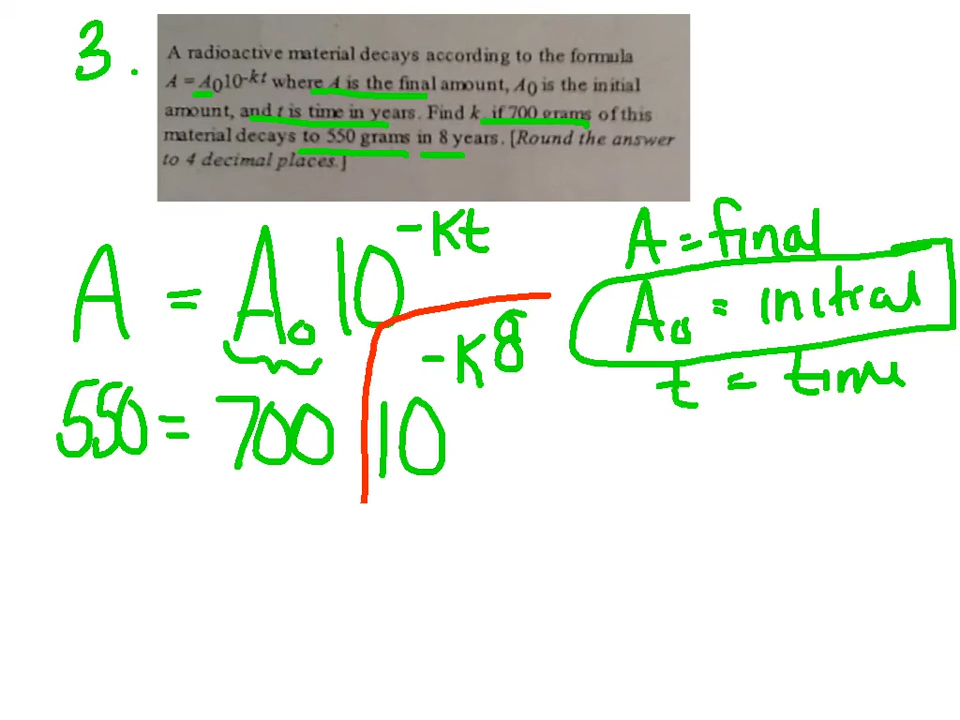 3.
A radioactive material decays according to the formula
A = A₀10⁻ᵏᵗ where A is the final amount, A₀ is the initial
amount, and t is time in years. Find k, if 700 grams of this
material decays to 550 grams in 8 years. [Round the answer
to 4 decimal places.]
A = A₀ 10^-Kt
A = final
A₀ = initial
t = time
550 = 700 10^-K8